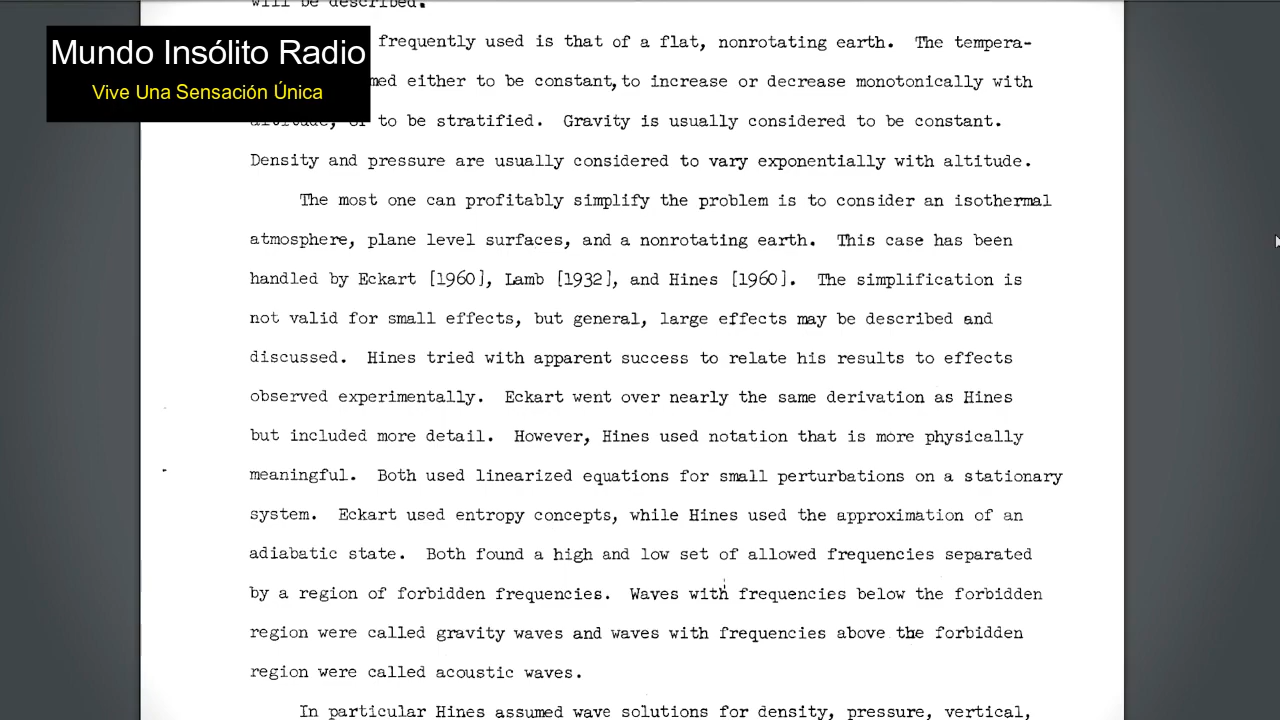 will be described.
Mundo Insólito Radio
Vive Una Sensación Única
frequently used is that of a flat, nonrotating earth. The tempera-
med either to be constant, to increase or decrease monotonically with
altitude, or to be stratified. Gravity is usually considered to be constant.
Density and pressure are usually considered to vary exponentially with altitude.
The most one can profitably simplify the problem is to consider an isothermal
atmosphere, plane level surfaces, and a nonrotating earth. This case has been
handled by Eckart [1960], Lamb [1932], and Hines [1960]. The simplification is
not valid for small effects, but general, large effects may be described and
discussed. Hines tried with apparent success to relate his results to effects
observed experimentally. Eckart went over nearly the same derivation as Hines
but included more detail. However, Hines used notation that is more physically
meaningful. Both used linearized equations for small perturbations on a stationary
system. Eckart used entropy concepts, while Hines used the approximation of an
adiabatic state. Both found a high and low set of allowed frequencies separated
by a region of forbidden frequencies. Waves with frequencies below the forbidden
region were called gravity waves and waves with frequencies above the forbidden
region were called acoustic waves.
In particular Hines assumed wave solutions for density, pressure, vertical,